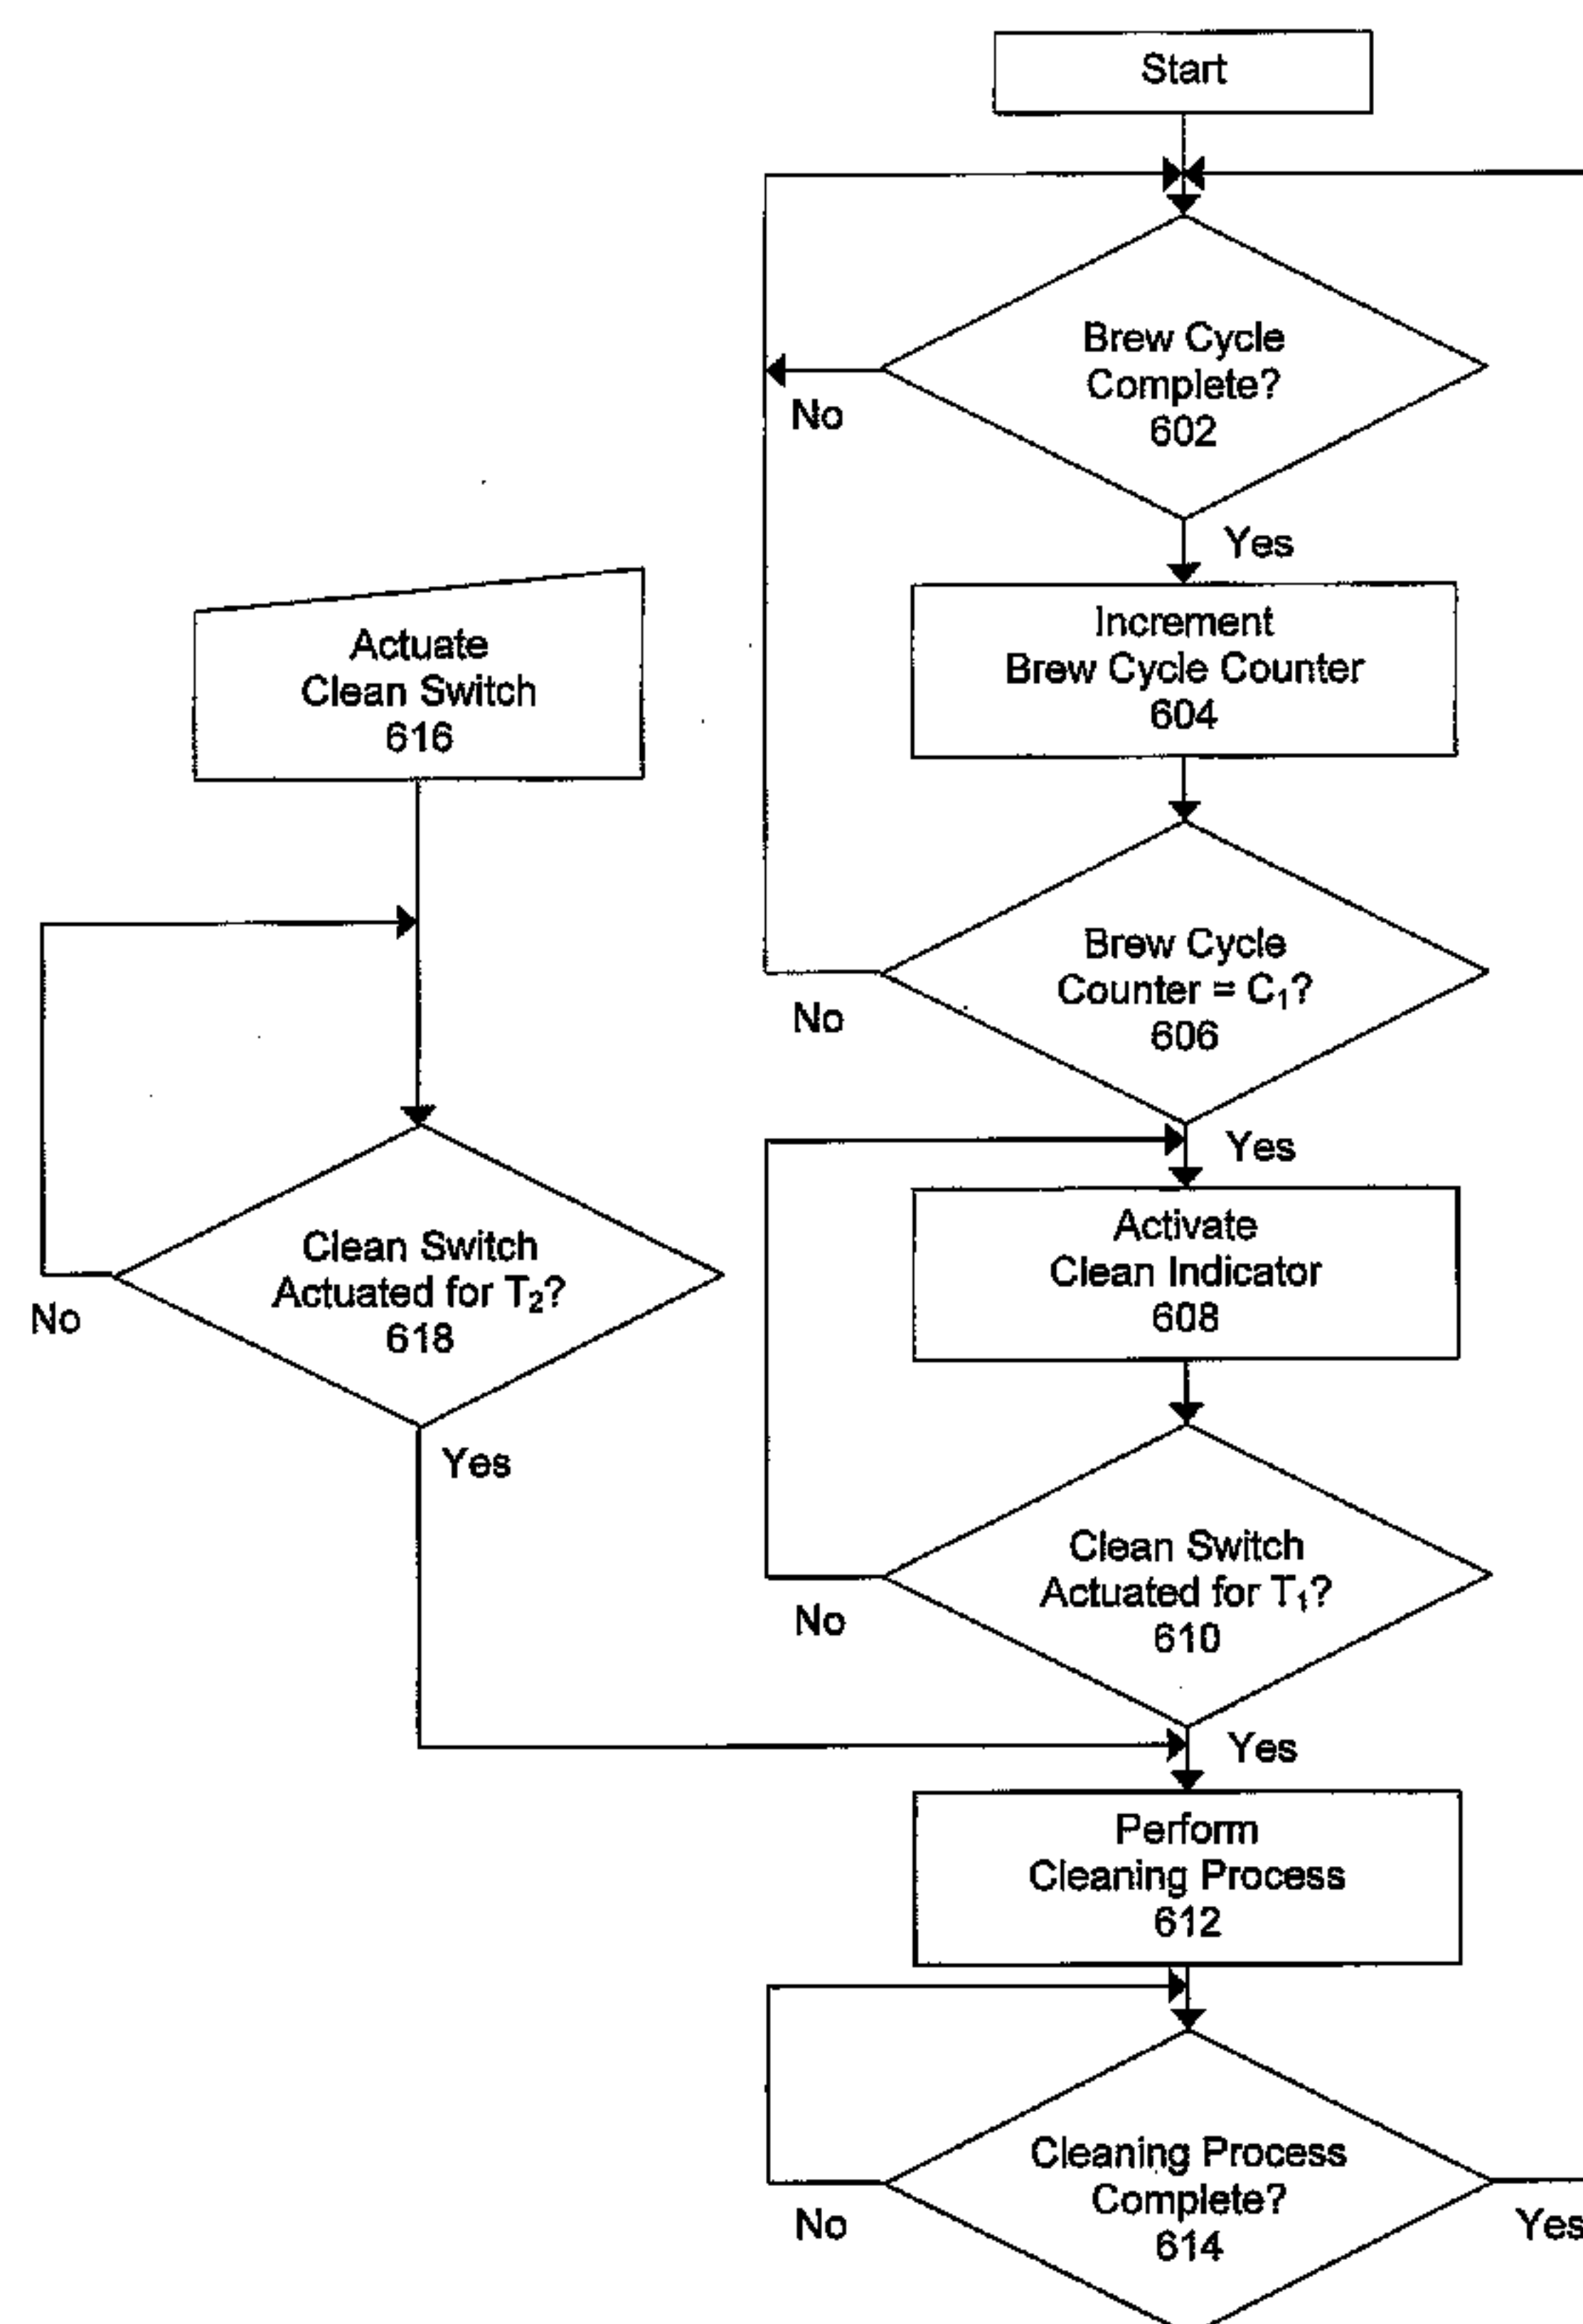 Start
Brew Cycle
Complete?
602
No
Yes
Increment
Brew Cycle Counter
604
Actuate
Clean Switch
616
Brew Cycle
Counter = C₁?
606
No
Yes
Activate
Clean Indicator
608
Clean Switch
Actuated for T₂?
618
No
Yes
Clean Switch
Actuated for T₁?
610
No
Yes
Perform
Cleaning Process
612
Cleaning Process
Complete?
614
No
Yes